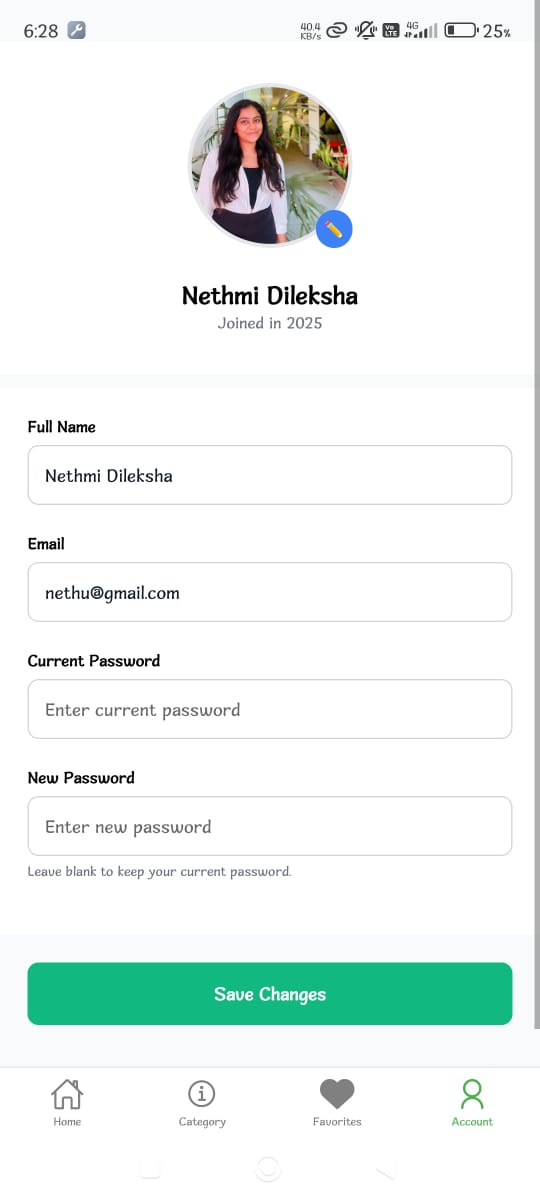 6:28
40.4
KB/s
Vo
LTE
4G
25%
Nethmi Dileksha
Joined in 2025
Full Name
Nethmi Dileksha
Email
nethu@gmail.com
Current Password
Enter current password
New Password
Enter new password
Leave blank to keep your current password.
Save Changes
Home
Category
Favorites
Account